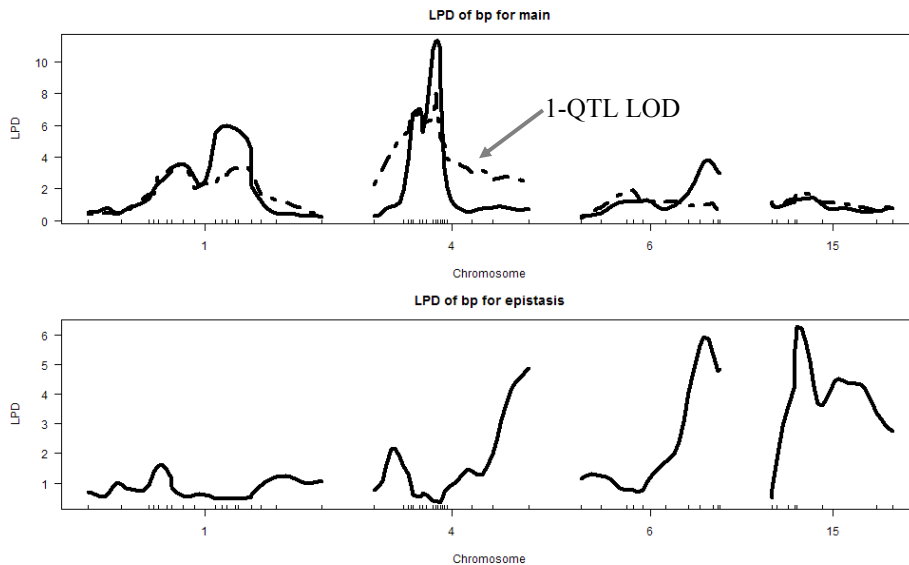 LPD of bp for main
10
8
6
4
2
0
LPD
1-QTL LOD
1 4 6 15
Chromosome
LPD of bp for epistasis
6
5
4
3
2
1
LPD
1 4 6 15
Chromosome